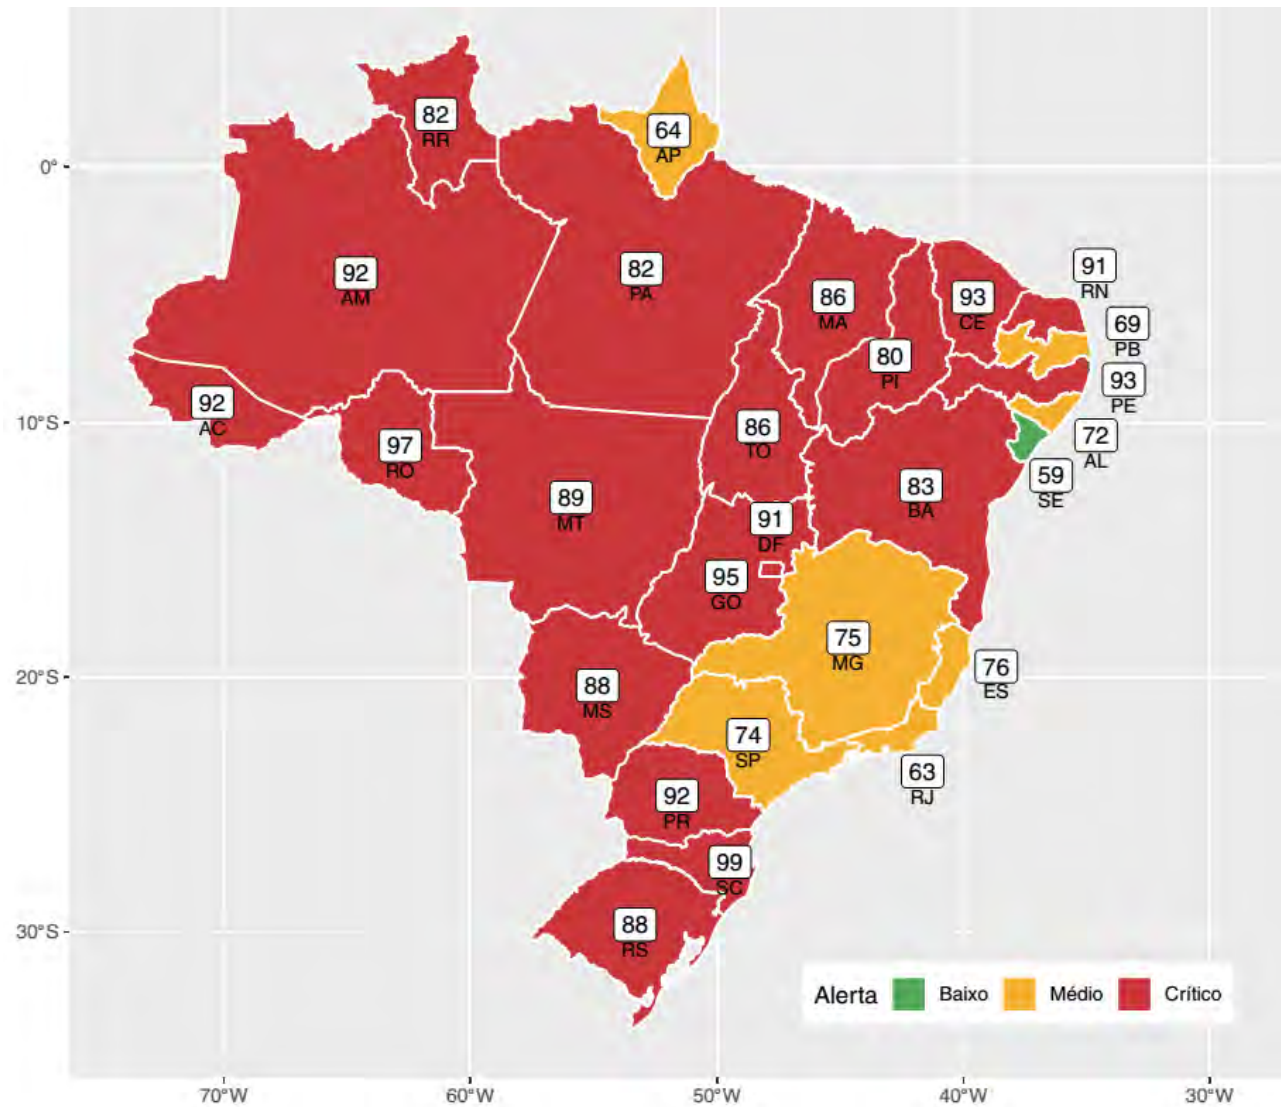 82
RR
64
AP
0°
92
AM
82
PA
86
MA
93
CE
91
RN
69
PB
80
PI
93
PE
92
AC
10°S
97
RO
86
TO
72
AL
59
SE
89
MT
83
BA
91
DF
95
GO
75
MG
76
ES
20°S
88
MS
74
SP
63
RJ
92
PR
99
SC
88
RS
30°S
Alerta Baixo Médio Crítico
70°W 60°W 50°W 40°W 30°W